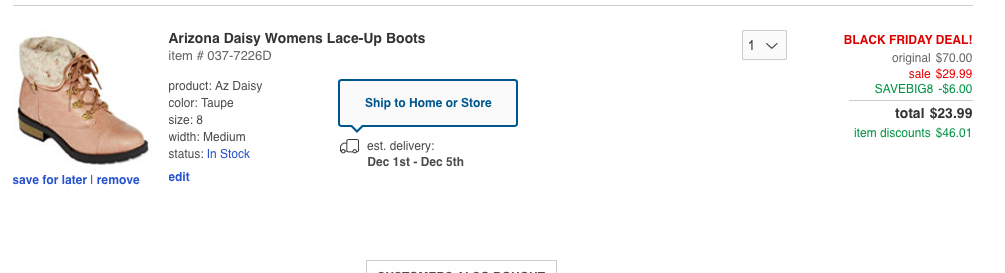 Arizona Daisy Womens Lace-Up Boots
item # 037-7226D
product: Az Daisy
color: Taupe
size: 8
width: Medium
status: In Stock
edit
save for later | remove
Ship to Home or Store
est. delivery:
Dec 1st - Dec 5th
1
BLACK FRIDAY DEAL!
original $70.00
sale $29.99
SAVEBIG8 -$6.00
total $23.99
item discounts $46.01
CUSTOMERS ALSO BOUGHT